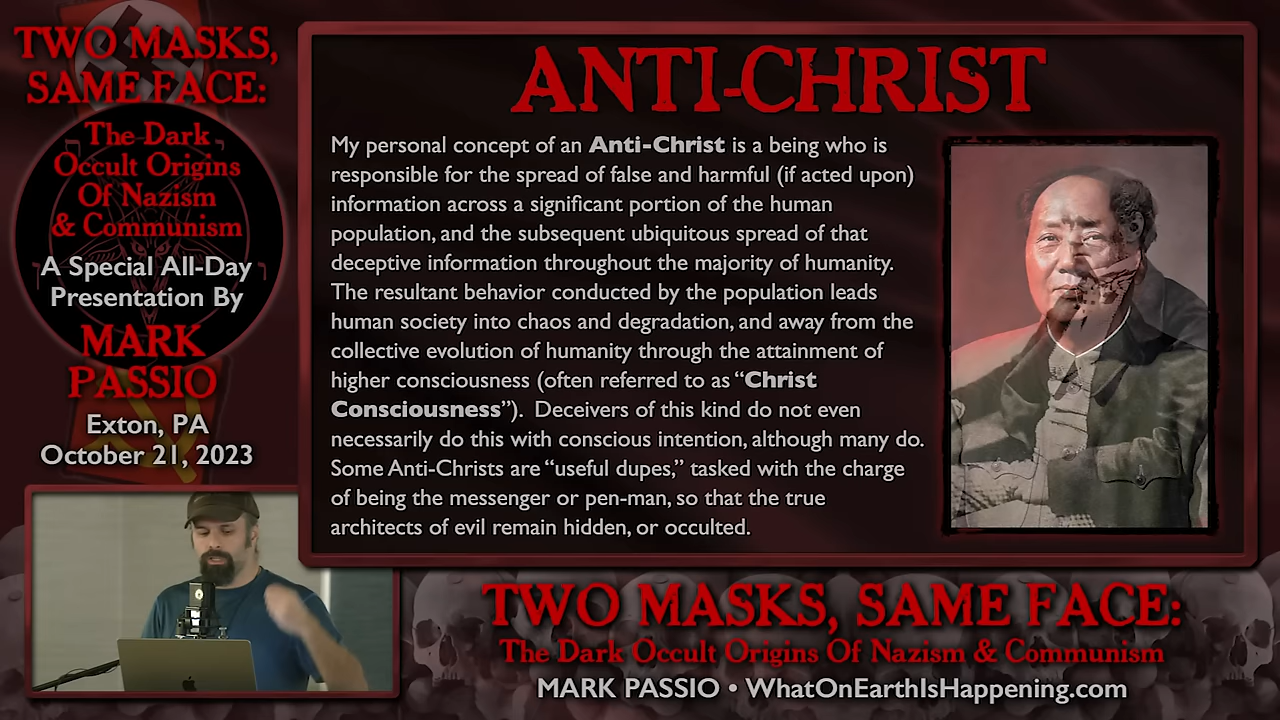 TWO MASKS,
SAME FACE:
The Dark
Occult Origins
Of Nazism
& Communism
A Special All-Day
Presentation By
MARK
PASSIO
Exton, PA
October 21, 2023
ANTI-CHRIST
My personal concept of an Anti-Christ is a being who is
responsible for the spread of false and harmful (if acted upon)
information across a significant portion of the human
population, and the subsequent ubiquitous spread of that
deceptive information throughout the majority of humanity.
The resultant behavior conducted by the population leads
human society into chaos and degradation, and away from the
collective evolution of humanity through the attainment of
higher consciousness (often referred to as “Christ
Consciousness”).  Deceivers of this kind do not even
necessarily do this with conscious intention, although many do.
Some Anti-Christs are “useful dupes,” tasked with the charge
of being the messenger or pen-man, so that the true
architects of evil remain hidden, or occulted.
TWO MASKS, SAME FACE:
The Dark Occult Origins Of Nazism & Communism
MARK PASSIO • WhatOnEarthIsHappening.com